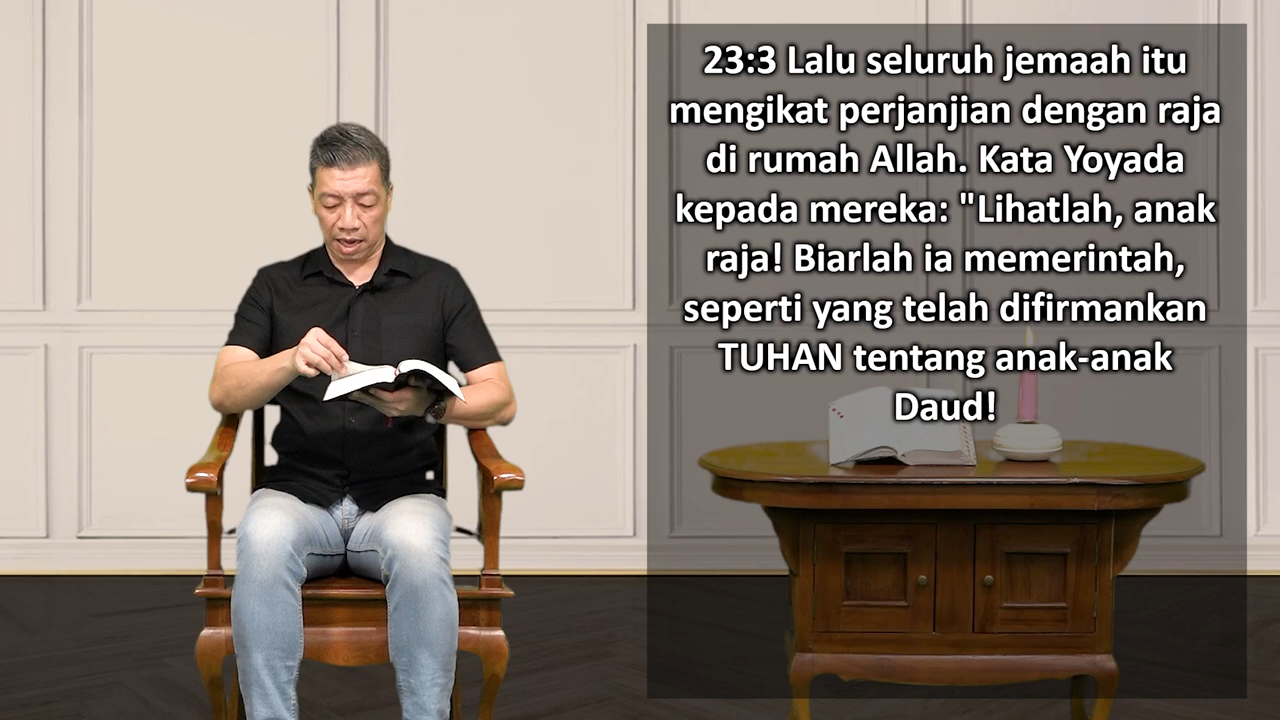 23:3 Lalu seluruh jemaah itu
mengikat perjanjian dengan raja
di rumah Allah. Kata Yoyada
kepada mereka: "Lihatlah, anak
raja! Biarlah ia memerintah,
seperti yang telah difirmankan
TUHAN tentang anak-anak
Daud!